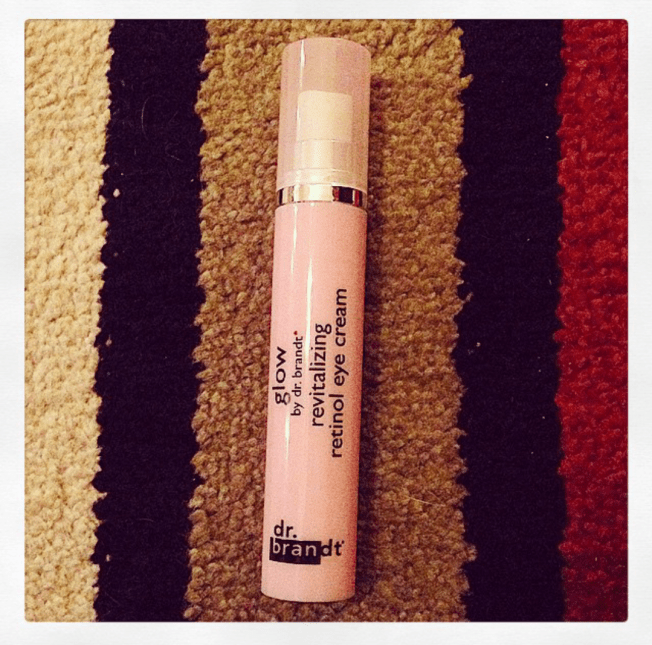 glow
by dr. brandt*
revitalizing
retinol eye cream
dr.
brandt